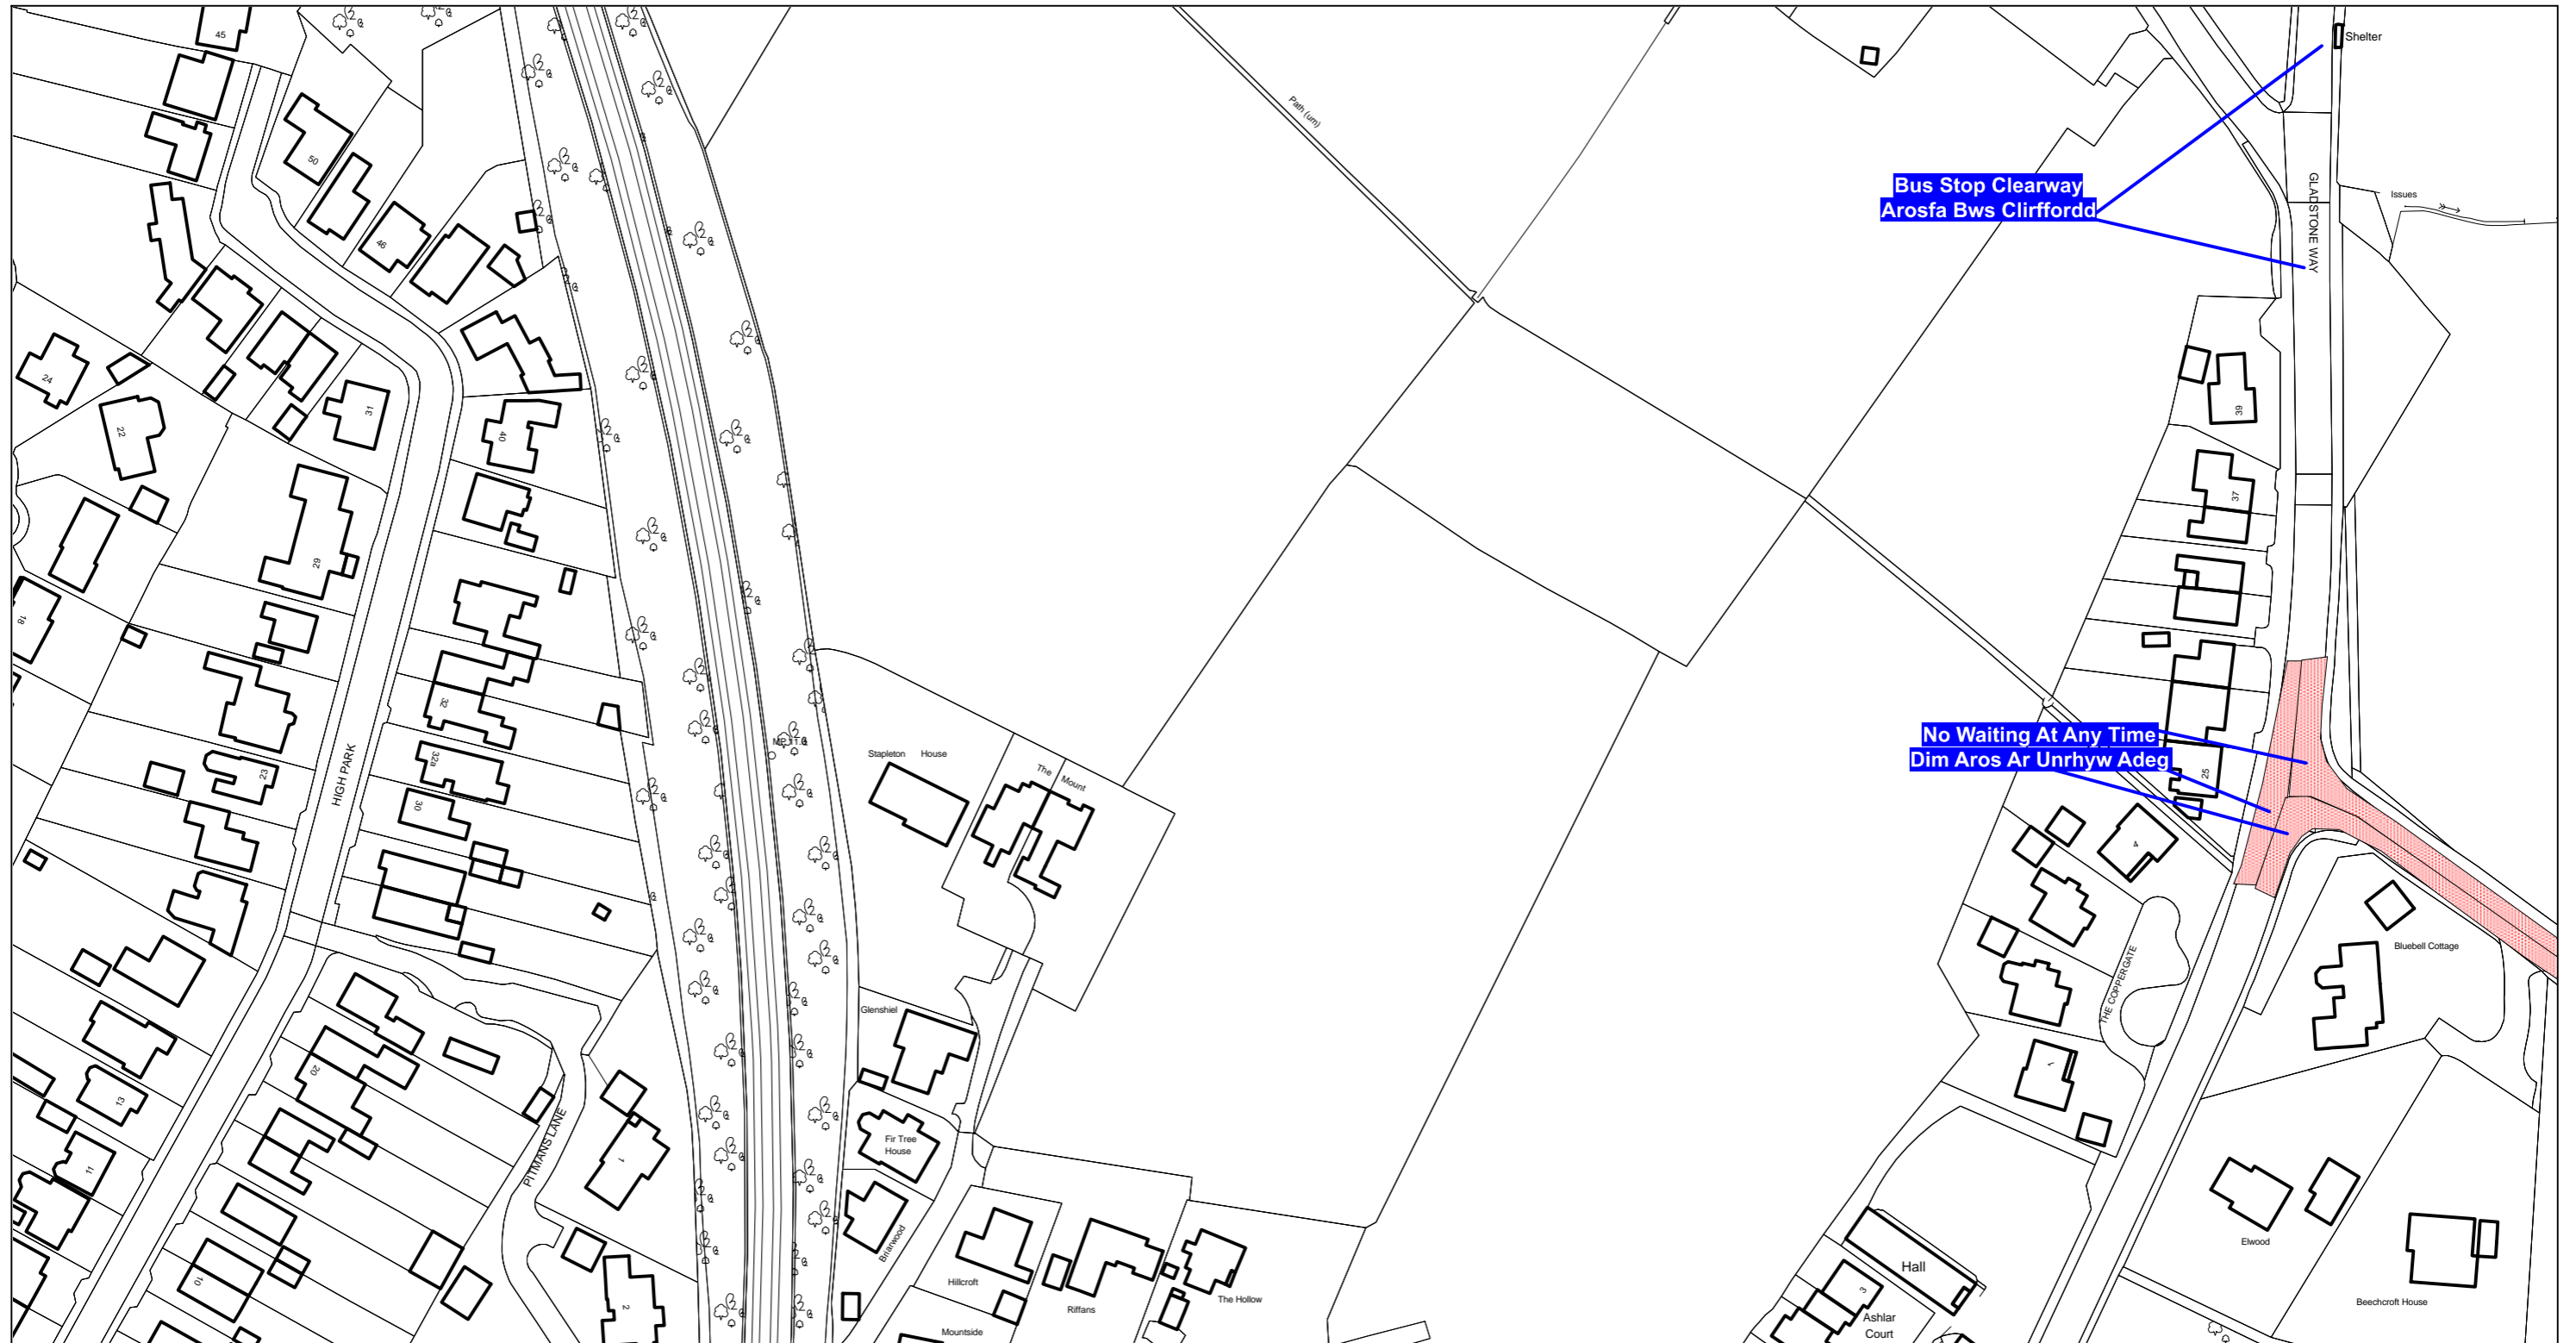 45
Shelter
Path (um)
50
Bus Stop Clearway
Arosfa Bws Clirffordd
GLADSTONE WAY
Issues
46
24
22
31
40
39
37
29
18
32
32a
30
23
HIGH PARK
Stapleton House
The Mount
No Waiting At Any Time
Dim Aros Ar Unrhyw Adeg
25
4
Bluebell Cottage
THE COPPERGATE
Glenshiel
1
20
13
11
PITMANS LANE
1
Fir Tree
House
Briarwood
10
2
Hillcroft
Riffans
The Hollow
Mountside
Elwood
Hall
3
Ashlar
Court
Beechcroft House